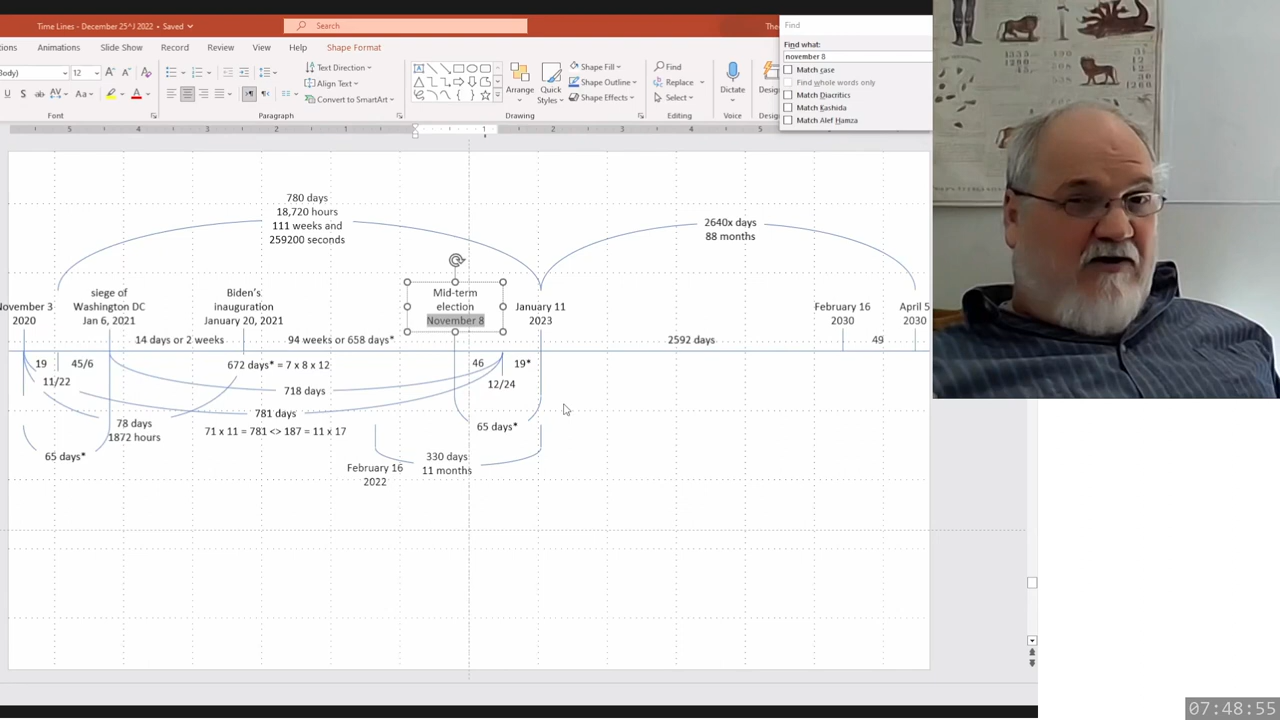 Time Lines - December 25^J 2022 • Saved
Search
Find
Find what:
november 8
Match case
Find whole words only
Match Diacritics
Match Kashida
Match Alef Hamza
Animations
Slide Show
Record
Review
View
Help
Shape Format
12
Text Direction
Align Text
Convert to SmartArt
Arrange
Quick
Styles
Shape Fill
Shape Outline
Shape Effects
Find
Replace
Select
Dictate
Font
Paragraph
Drawing
Editing
Voice
780 days
18,720 hours
111 weeks and
259200 seconds
2640x days
88 months
November 3
2020
siege of
Washington DC
Jan 6, 2021
Biden's
inauguration
January 20, 2021
Mid-term
election
November 8
January 11
2023
February 16
2030
April 5
2030
14 days or 2 weeks
94 weeks or 658 days*
2592 days
49
19
45/6
672 days* = 7 x 8 x 12
46
19*
11/22
718 days
12/24
781 days
78 days
1872 hours
71 x 11 = 781 <> 187 = 11 x 17
65 days*
65 days*
330 days
11 months
February 16
2022
07:48:55